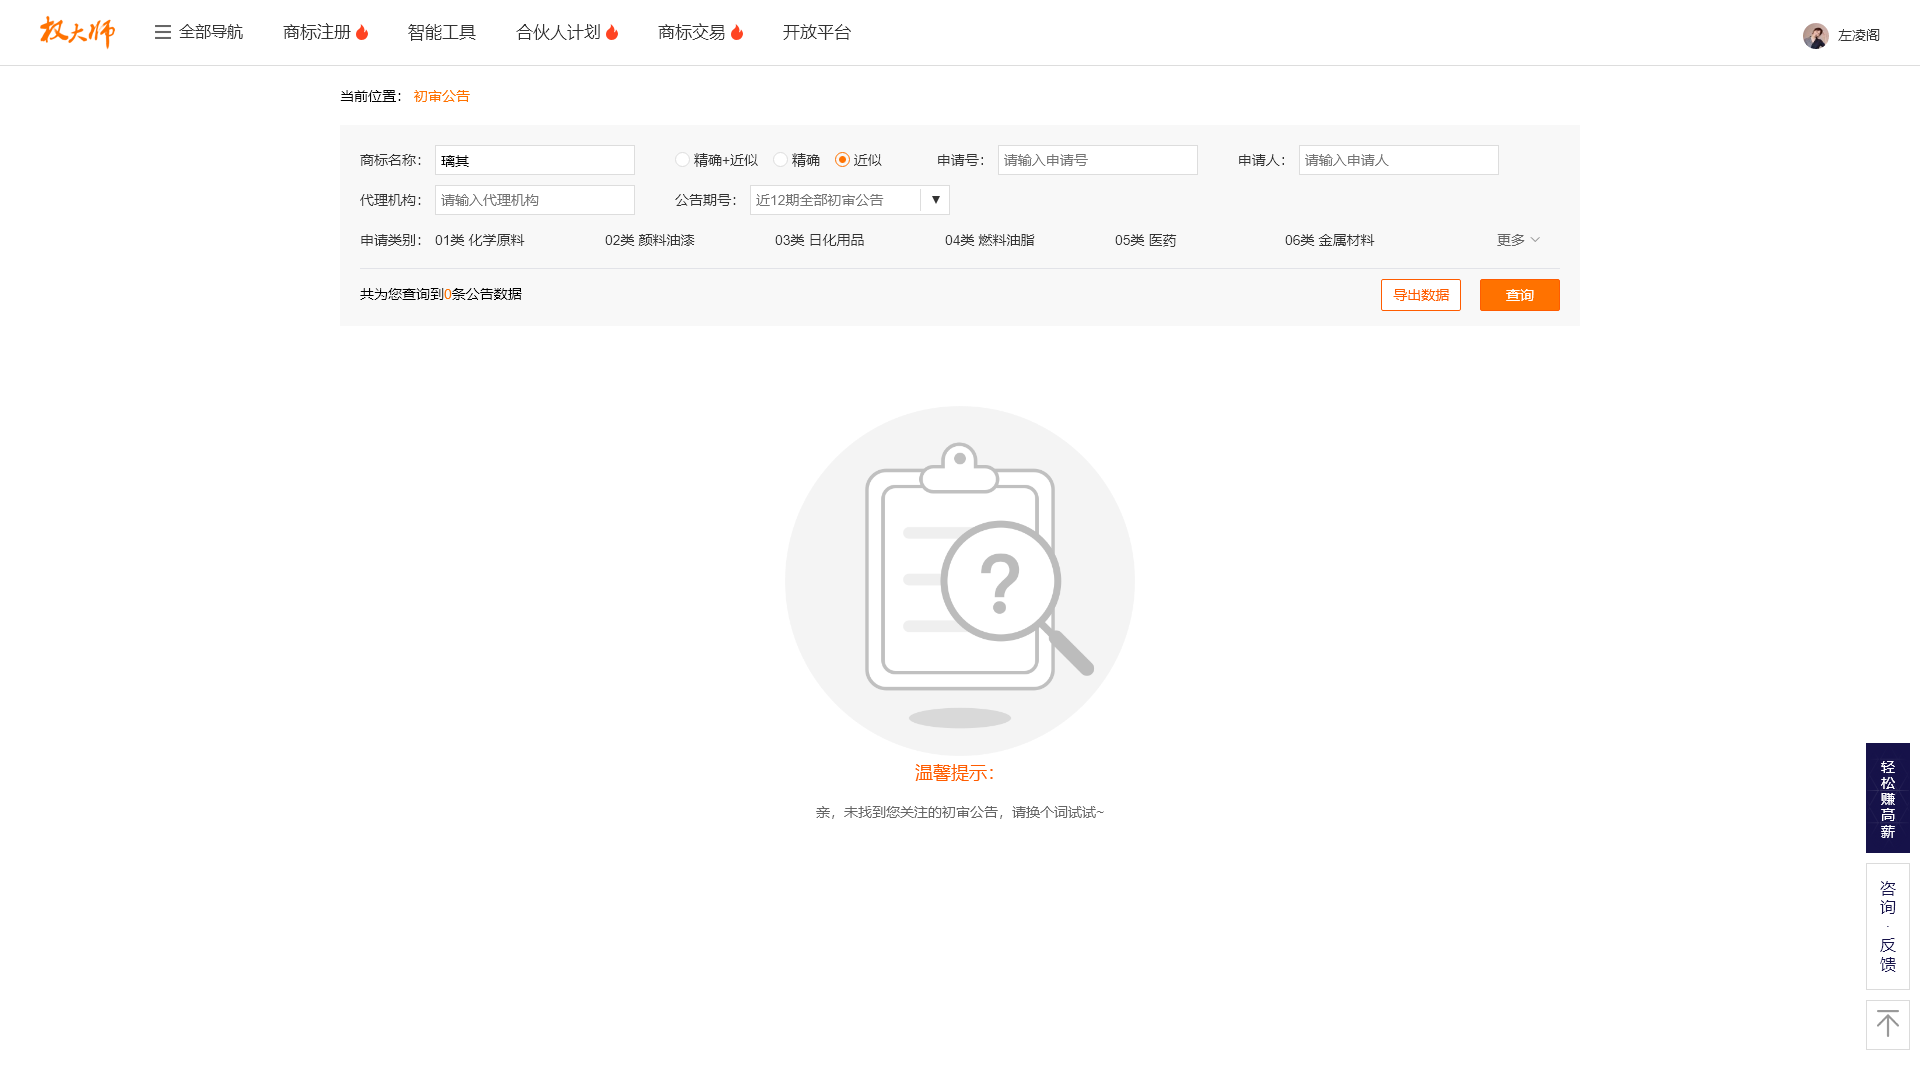 权大师 全部导航 商标注册 智能工具 合伙人计划 商标交易 开放平台 左凌阁
当前位置： 初审公告
商标名称： 璃其 精确+近似 精确 近似 申请号： 请输入申请号 申请人： 请输入申请人
代理机构： 请输入代理机构 公告期号： 近12期全部初审公告 ▼
申请类别： 01类 化学原料 02类 颜料油漆 03类 日化用品 04类 燃料油脂 05类 医药 06类 金属材料 更多
共为您查询到0条公告数据 导出数据 查询
?
温馨提示：
亲，未找到您关注的初审公告，请换个词试试~
轻松赚高薪
咨询·反馈